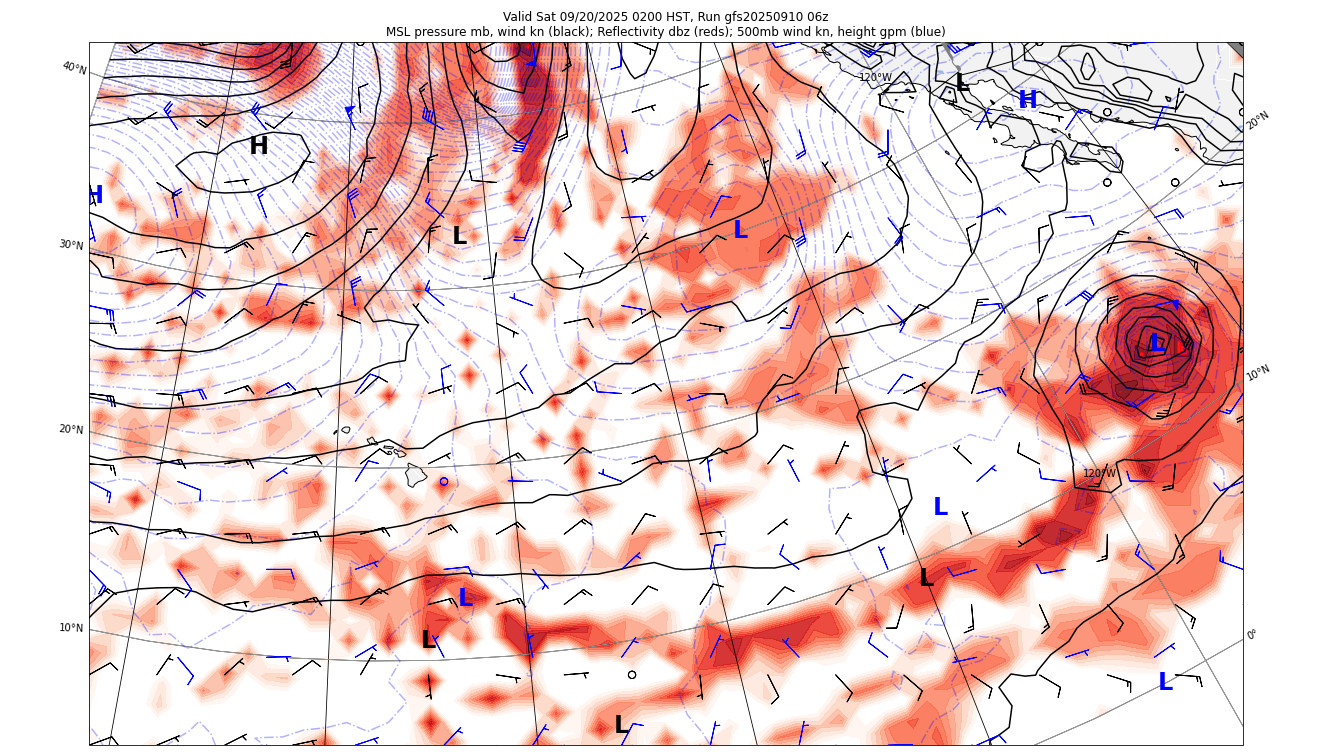 Valid Sat 09/20/2025 0200 HST, Run gfs20250910 06z
MSL pressure mb, wind kn (black); Reflectivity dbz (reds); 500mb wind kn, height gpm (blue)
40°N
120°W
L
H
20°N
H
H
L
L
30°N
L
10°N
20°N
120°W
L
L
L
10°N
L
0°
L
L